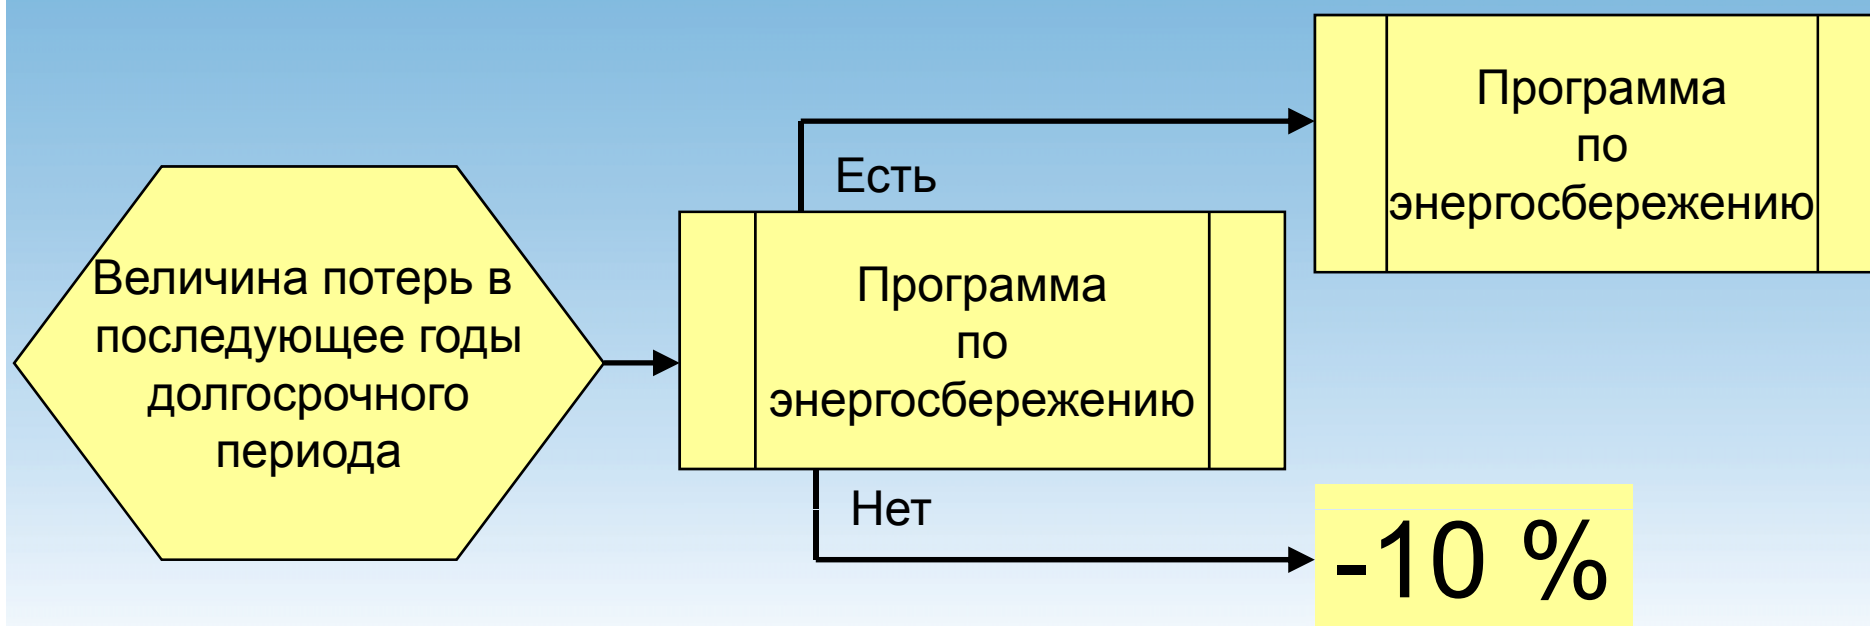 Величина потерь в
последующее годы
долгосрочного
периода
Есть
Программа
по
энергосбережению
Нет
Программа
по
энергосбережению
-10 %